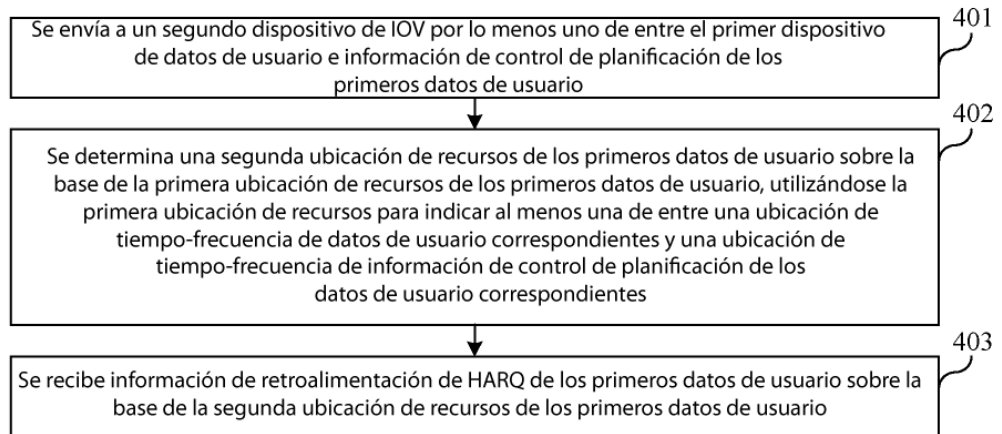 401
Se envía a un segundo dispositivo de IOV por lo menos uno de entre el primer dispositivo
de datos de usuario e información de control de planificación de los
primeros datos de usuario
402
Se determina una segunda ubicación de recursos de los primeros datos de usuario sobre la
base de la primera ubicación de recursos de los primeros datos de usuario, utilizándose la
primera ubicación de recursos para indicar al menos una de entre una ubicación de
tiempo-frecuencia de datos de usuario correspondientes y una ubicación de
tiempo-frecuencia de información de control de planificación de los
datos de usuario correspondientes
403
Se recibe información de retroalimentación de HARQ de los primeros datos de usuario sobre la
base de la segunda ubicación de recursos de los primeros datos de usuario